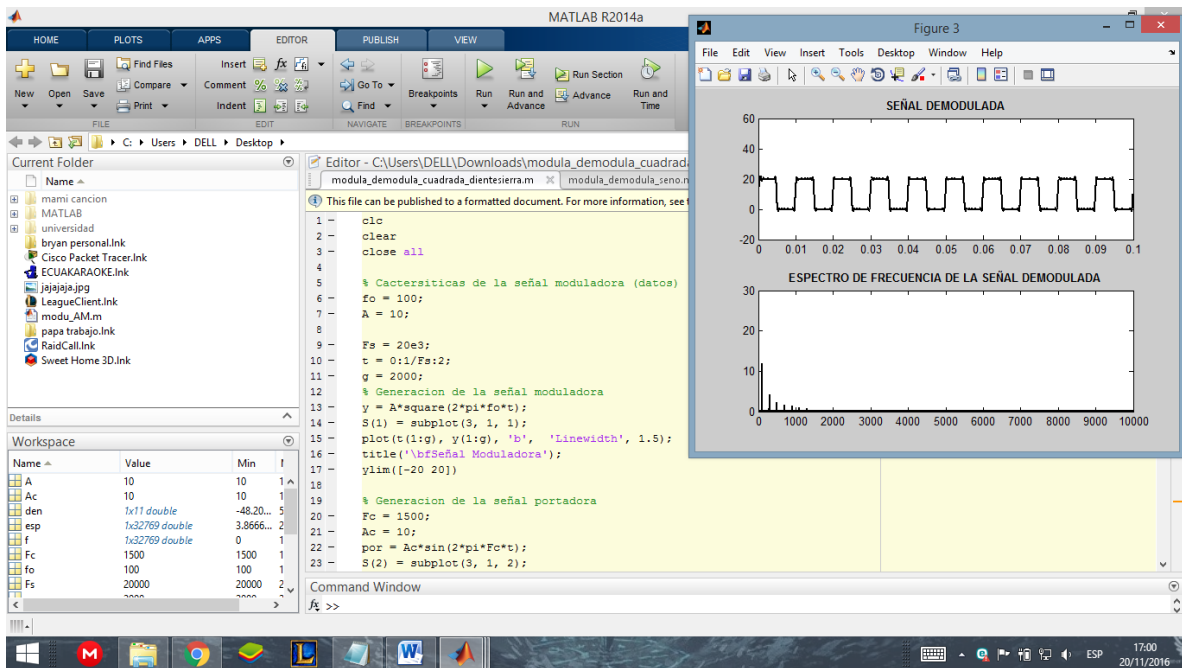 MATLAB R2014a
HOME PLOTS APPS EDITOR PUBLISH VIEW
New Open Save
Find Files
Compare
Print
FILE
Insert fx
Comment %
Indent
EDIT
Go To
Find
NAVIGATE
Breakpoints
BREAKPOINTS
Run
Run and Advance
Run Section
Advance
Run and Time
RUN
C: Users DELL Desktop
Current Folder
Name
mami cancion
MATLAB
universidad
bryan personal.lnk
Cisco Packet Tracer.lnk
ECUAKARAOKE.lnk
jajajaja.jpg
LeagueClient.lnk
modu_AM.m
papa trabajo.lnk
RaidCall.lnk
Sweet Home 3D.lnk
Details
Workspace
Name Value Min
A 10 10
Ac 10 10
den 1x11 double -48.20...
esp 1x32769 double 3.8666...
f 1x32769 double 0
Fc 1500 1500
fo 100 100
Fs 20000 20000
Editor - C:\Users\DELL\Downloads\modula_demodula_cuadrada
modula_demodula_cuadrada_dientesierra.m modula_demodula_seno.m
This file can be published to a formatted document. For more information, see
1 clc
2 clear
3 close all
4
5 % Cactersiticas de la señal moduladora (datos)
6 fo = 100;
7 A = 10;
8
9 Fs = 20e3;
10 t = 0:1/Fs:2;
11 g = 2000;
12 % Generacion de la señal moduladora
13 y = A*square(2*pi*fo*t);
14 S(1) = subplot(3, 1, 1);
15 plot(t(1:g), y(1:g), 'b', 'Linewidth', 1.5);
16 title('\bfSeñal Moduladora');
17 ylim([-20 20])
18
19 % Generacion de la señal portadora
20 Fc = 1500;
21 Ac = 10;
22 por = Ac*sin(2*pi*Fc*t);
23 S(2) = subplot(3, 1, 2);
Command Window
fx >>
Figure 3
File Edit View Insert Tools Desktop Window Help
SEÑAL DEMODULADA
60
40
20
0
-20
0 0.01 0.02 0.03 0.04 0.05 0.06 0.07 0.08 0.09 0.1
ESPECTRO DE FRECUENCIA DE LA SEÑAL DEMODULADA
30
20
10
0
0 1000 2000 3000 4000 5000 6000 7000 8000 9000 10000
ESP
17:00
20/11/2016